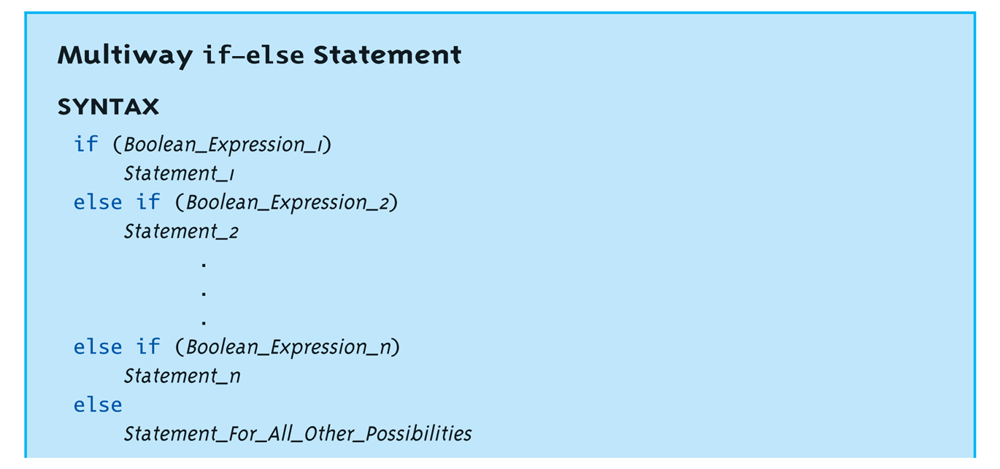 Multiway if–else Statement
SYNTAX
if (Boolean_Expression_1)
Statement_1
else if (Boolean_Expression_2)
Statement_2
.
.
.
else if (Boolean_Expression_n)
Statement_n
else
Statement_For_All_Other_Possibilities